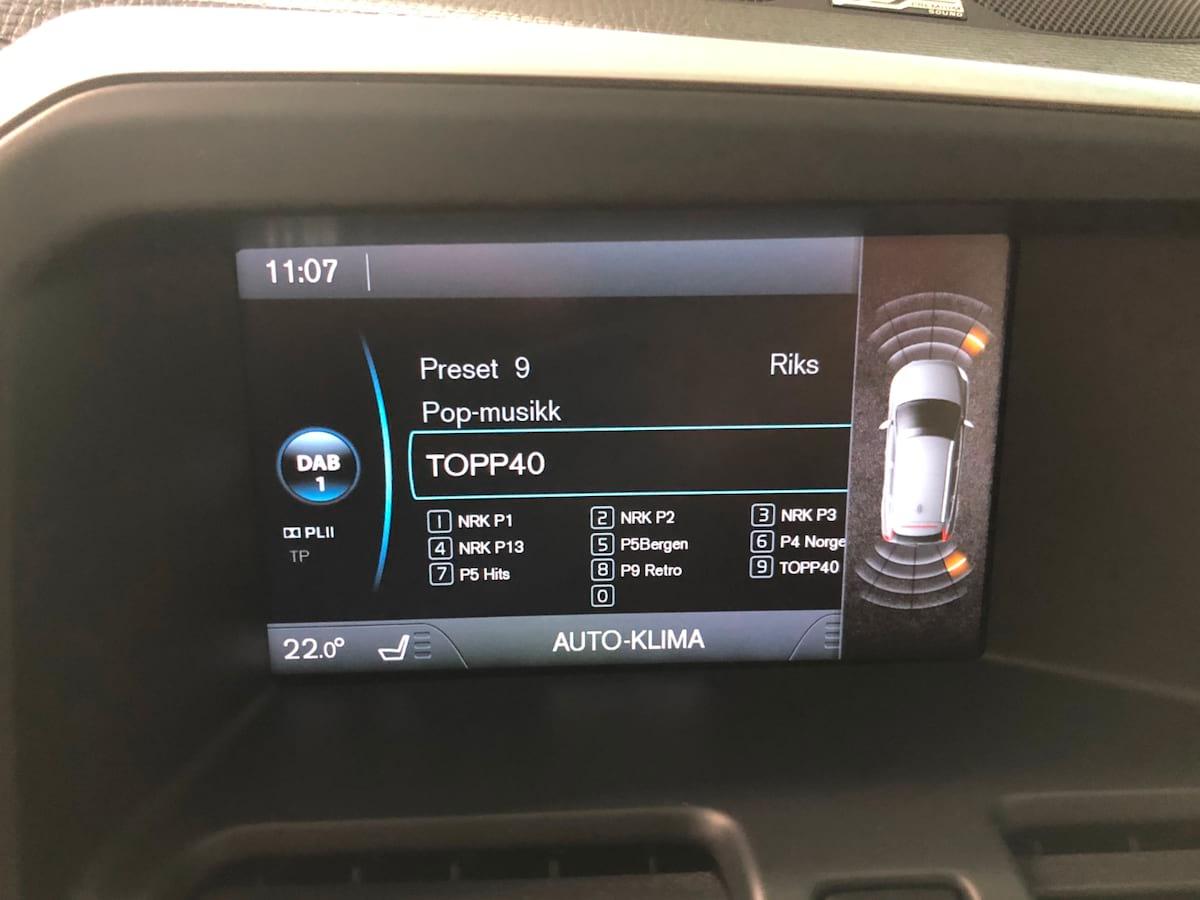 PREMIUM
SOUND
11:07
Preset 9 Riks
Pop-musikk
TOPP40
DAB
1
PLII
TP
1 NRK P1 2 NRK P2 3 NRK P3
4 NRK P13 5 P5Bergen 6 P4 Norge
7 P5 Hits 8 P9 Retro 9 TOPP40
0
22.0° AUTO-KLIMA